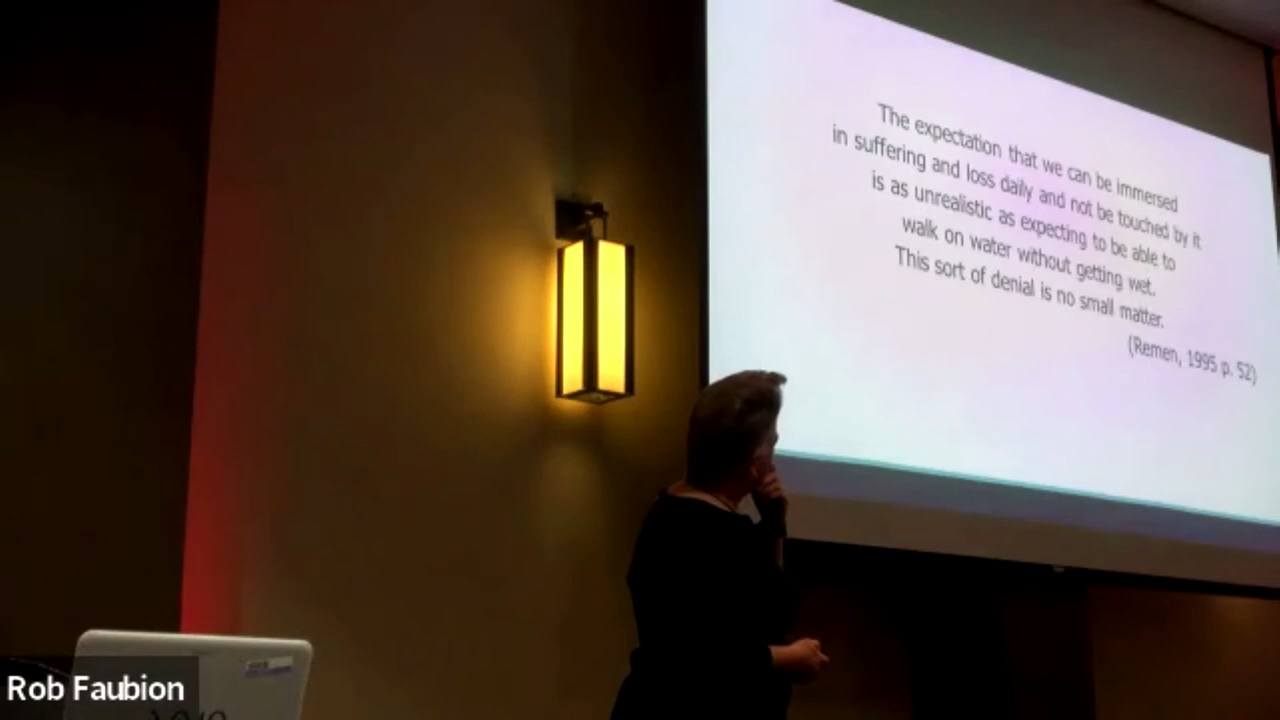 The expectation that we can be immersed
in suffering and loss daily and not be touched by it
is as unrealistic as expecting to be able to
walk on water without getting wet.
This sort of denial is no small matter.
(Remen, 1995 p. 52)
Rob Faubion